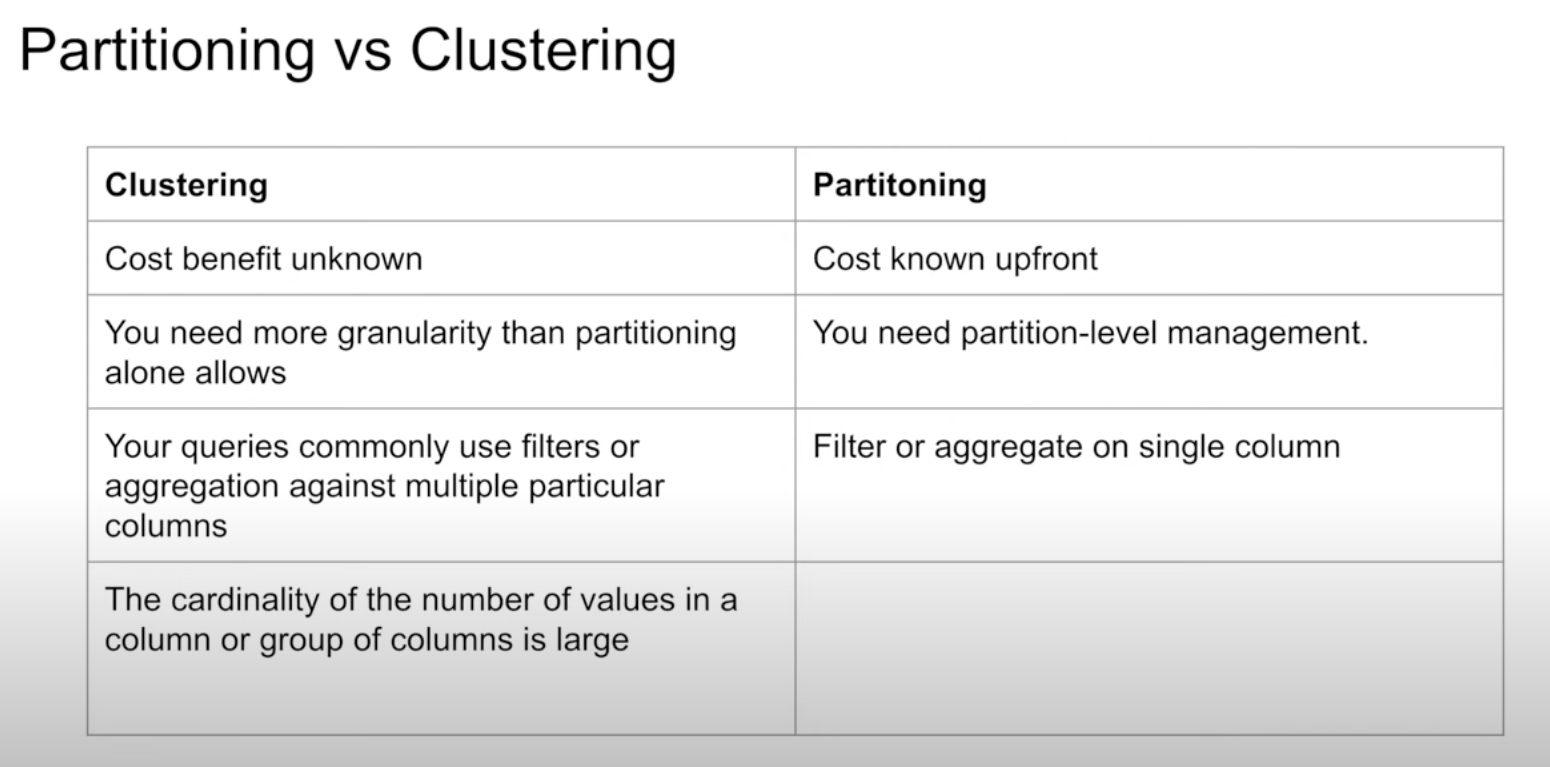 Partitioning vs Clustering
Clustering
Partitoning
Cost benefit unknown
Cost known upfront
You need more granularity than partitioning
alone allows
You need partition-level management.
Your queries commonly use filters or
aggregation against multiple particular
columns
Filter or aggregate on single column
The cardinality of the number of values in a
column or group of columns is large